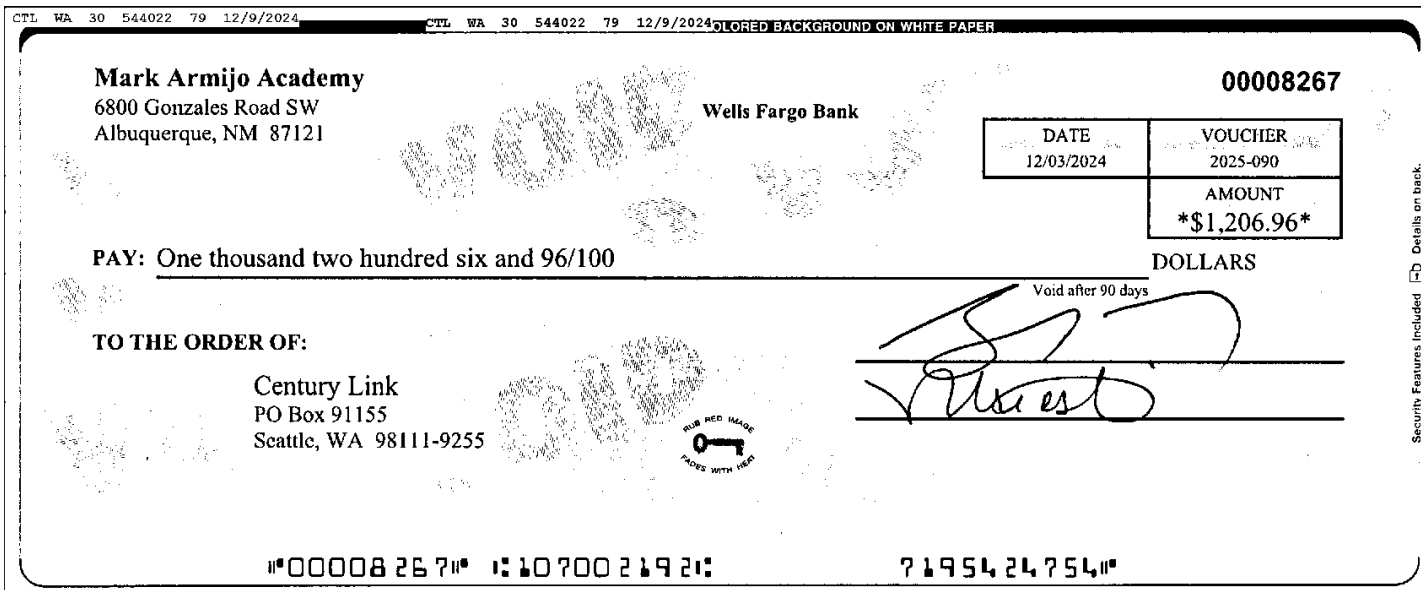 CTL WA 30 544022 79 12/9/2024
CTL WA 30 544022 79 12/9/2024
OLORED BACKGROUND ON WHITE PAPER
Mark Armijo Academy
6800 Gonzales Road SW
Albuquerque, NM 87121
Wells Fargo Bank
00008267
DATE
12/03/2024
VOUCHER
2025-090
AMOUNT
*$1,206.96*
PAY: One thousand two hundred six and 96/100
DOLLARS
Void after 90 days
TO THE ORDER OF:
Century Link
PO Box 91155
Seattle, WA 98111-9255
VOID
OID
RUB RED IMAGE
FADES WITH HEAT
Security Features Included Details on back.
⑈00008267⑈ ⑆107002192⑆ 7195424754⑈